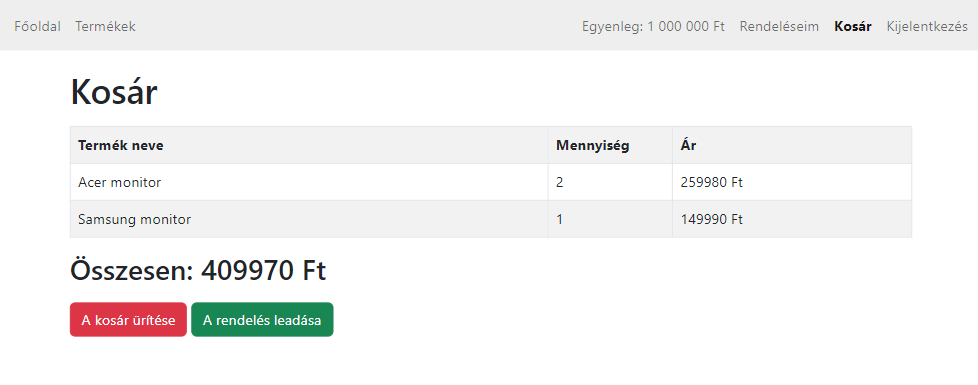 Főoldal Termékek Egyenleg: 1 000 000 Ft Rendeléseim Kosár Kijelentkezés
Kosár
Termék neve Mennyiség Ár
Acer monitor 2 259980 Ft
Samsung monitor 1 149990 Ft
Összesen: 409970 Ft
A kosár ürítése A rendelés leadása